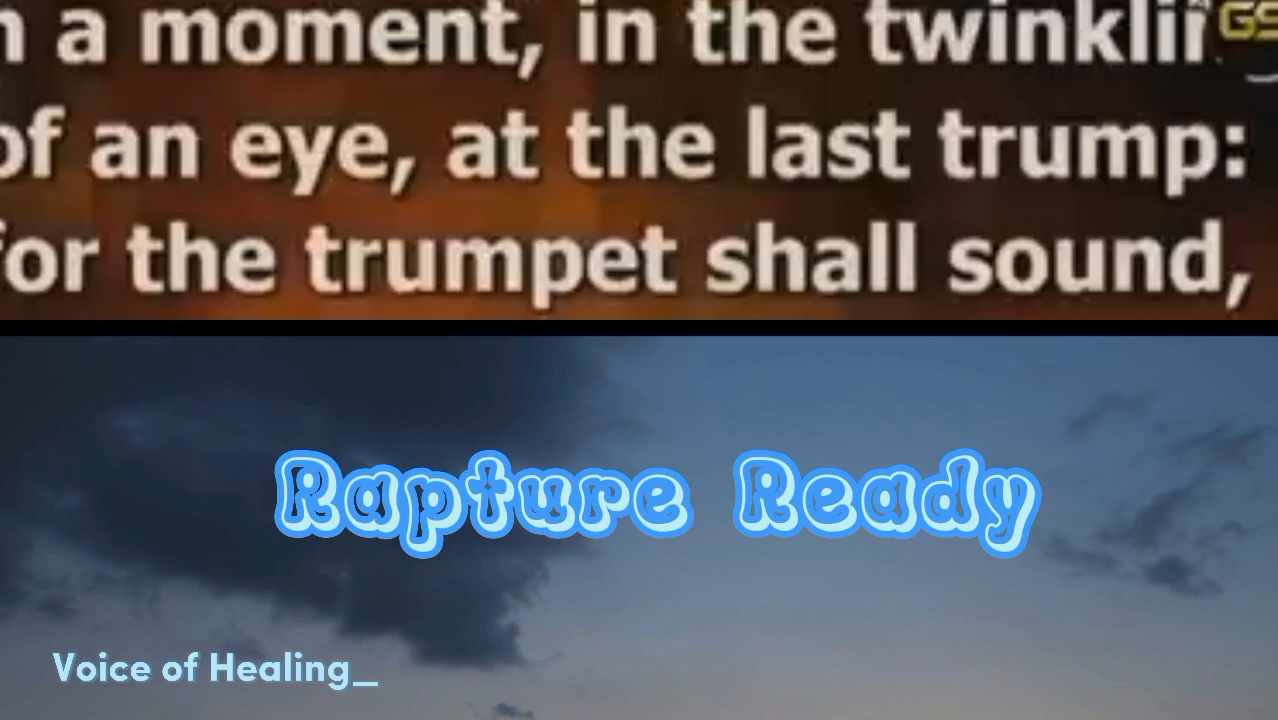 a moment, in the
of an eye, at the last trump:
for the trumpet shall sound,
Rapture Ready
Voice of Healing_